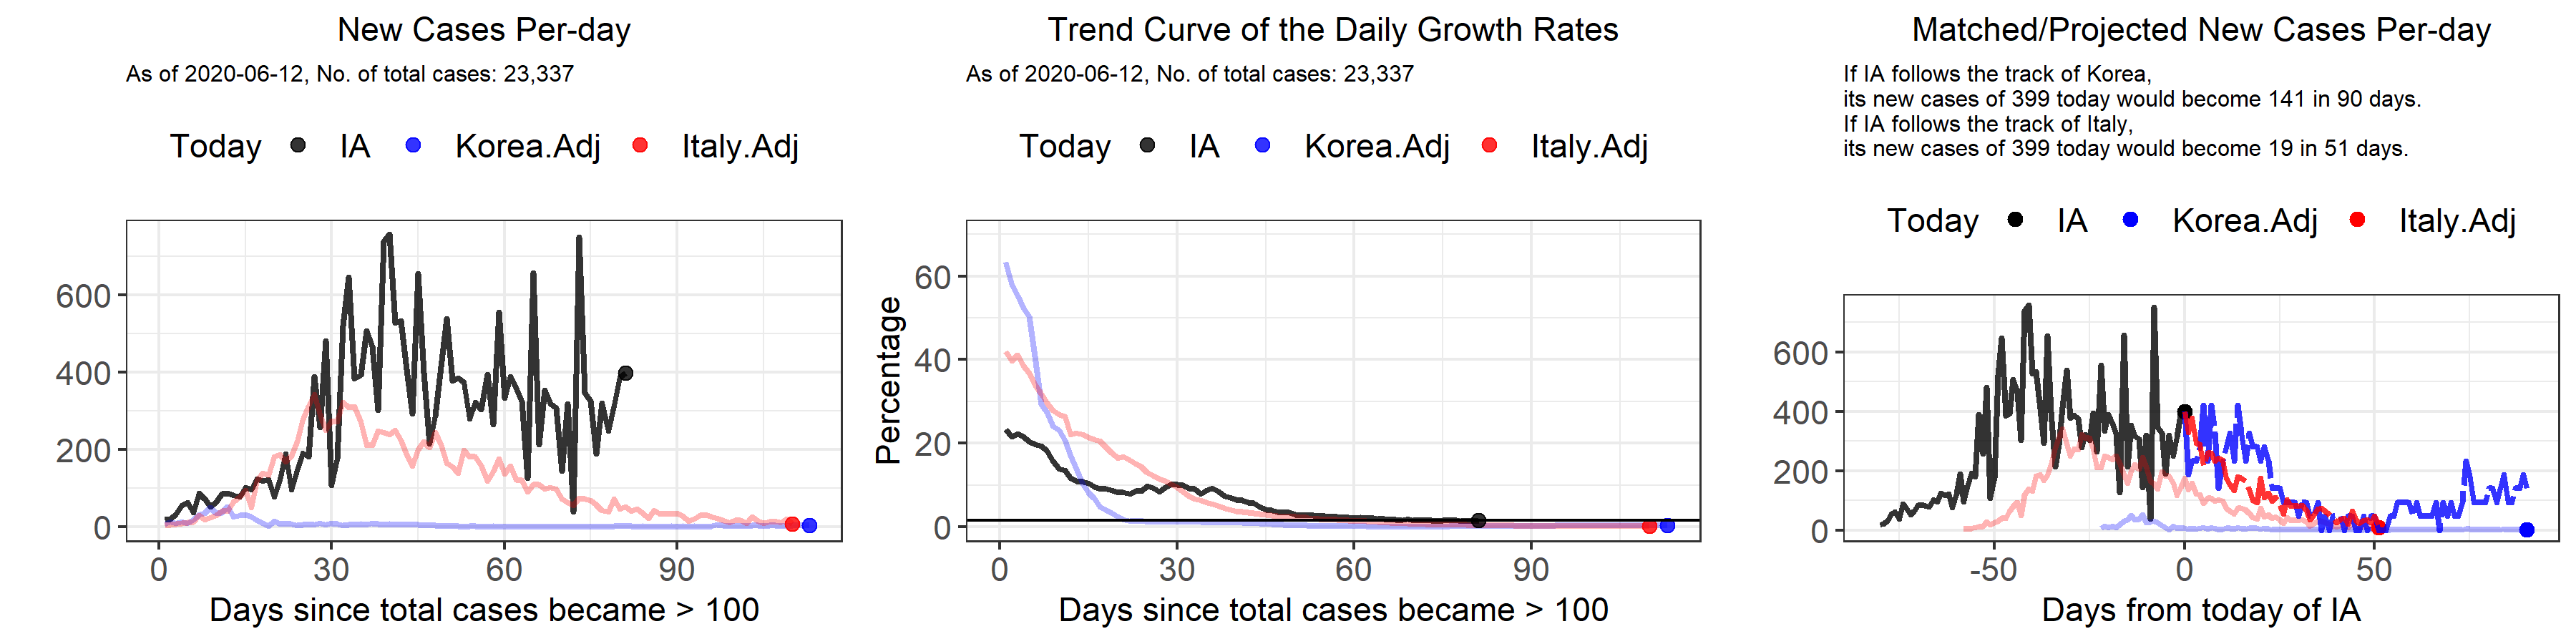 New Cases Per-day
As of 2020-06-12, No. of total cases: 23,337
Today IA Korea.Adj Italy.Adj
600
400
200
0
0 30 60 90
Days since total cases became > 100
Trend Curve of the Daily Growth Rates
As of 2020-06-12, No. of total cases: 23,337
Today IA Korea.Adj Italy.Adj
Percentage
60
40
20
0
0 30 60 90
Days since total cases became > 100
Matched/Projected New Cases Per-day
If IA follows the track of Korea,
its new cases of 399 today would become 141 in 90 days.
If IA follows the track of Italy,
its new cases of 399 today would become 19 in 51 days.
Today IA Korea.Adj Italy.Adj
600
400
200
0
-50 0 50
Days from today of IA